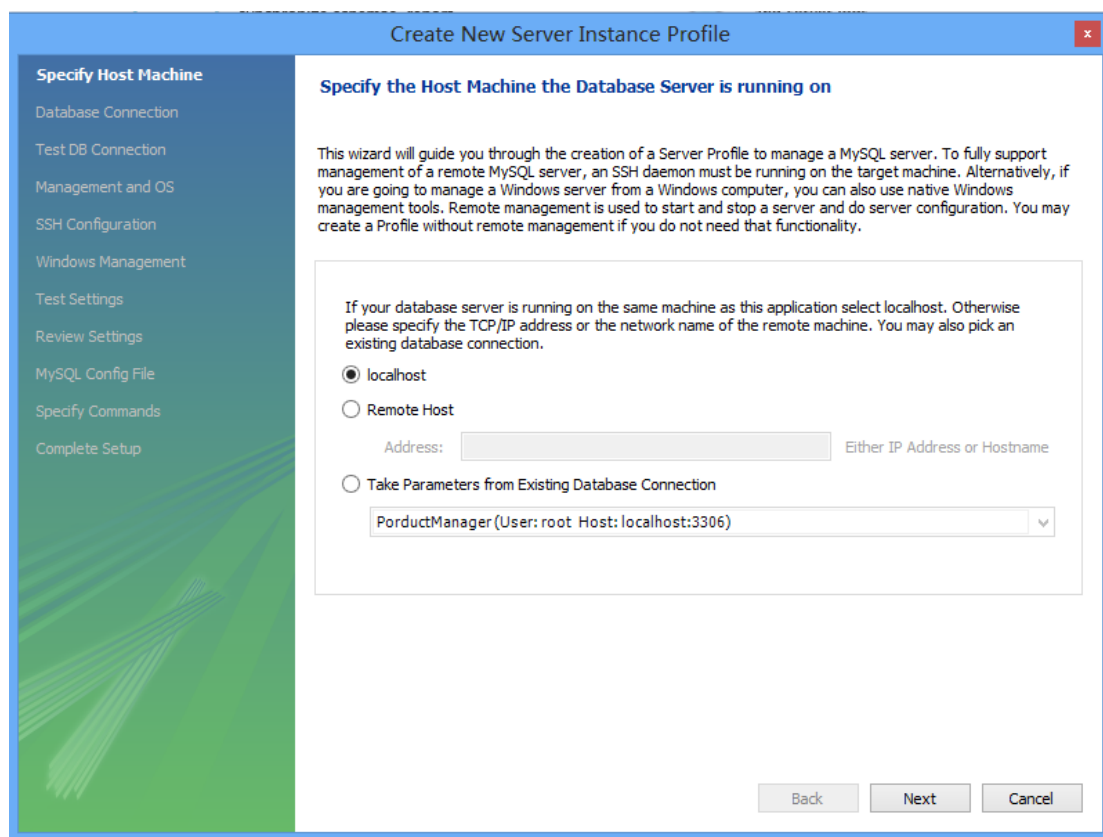 Create New Server Instance Profile
x
Specify Host Machine
Database Connection
Test DB Connection
Management and OS
SSH Configuration
Windows Management
Test Settings
Review Settings
MySQL Config File
Specify Commands
Complete Setup
Specify the Host Machine the Database Server is running on
This wizard will guide you through the creation of a Server Profile to manage a MySQL server. To fully support
management of a remote MySQL server, an SSH daemon must be running on the target machine. Alternatively, if
you are going to manage a Windows server from a Windows computer, you can also use native Windows
management tools. Remote management is used to start and stop a server and do server configuration. You may
create a Profile without remote management if you do not need that functionality.
If your database server is running on the same machine as this application select localhost. Otherwise
please specify the TCP/IP address or the network name of the remote machine. You may also pick an
existing database connection.
localhost
Remote Host
Address: Either IP Address or Hostname
Take Parameters from Existing Database Connection
PorductManager (User: root Host: localhost:3306)
Back Next Cancel